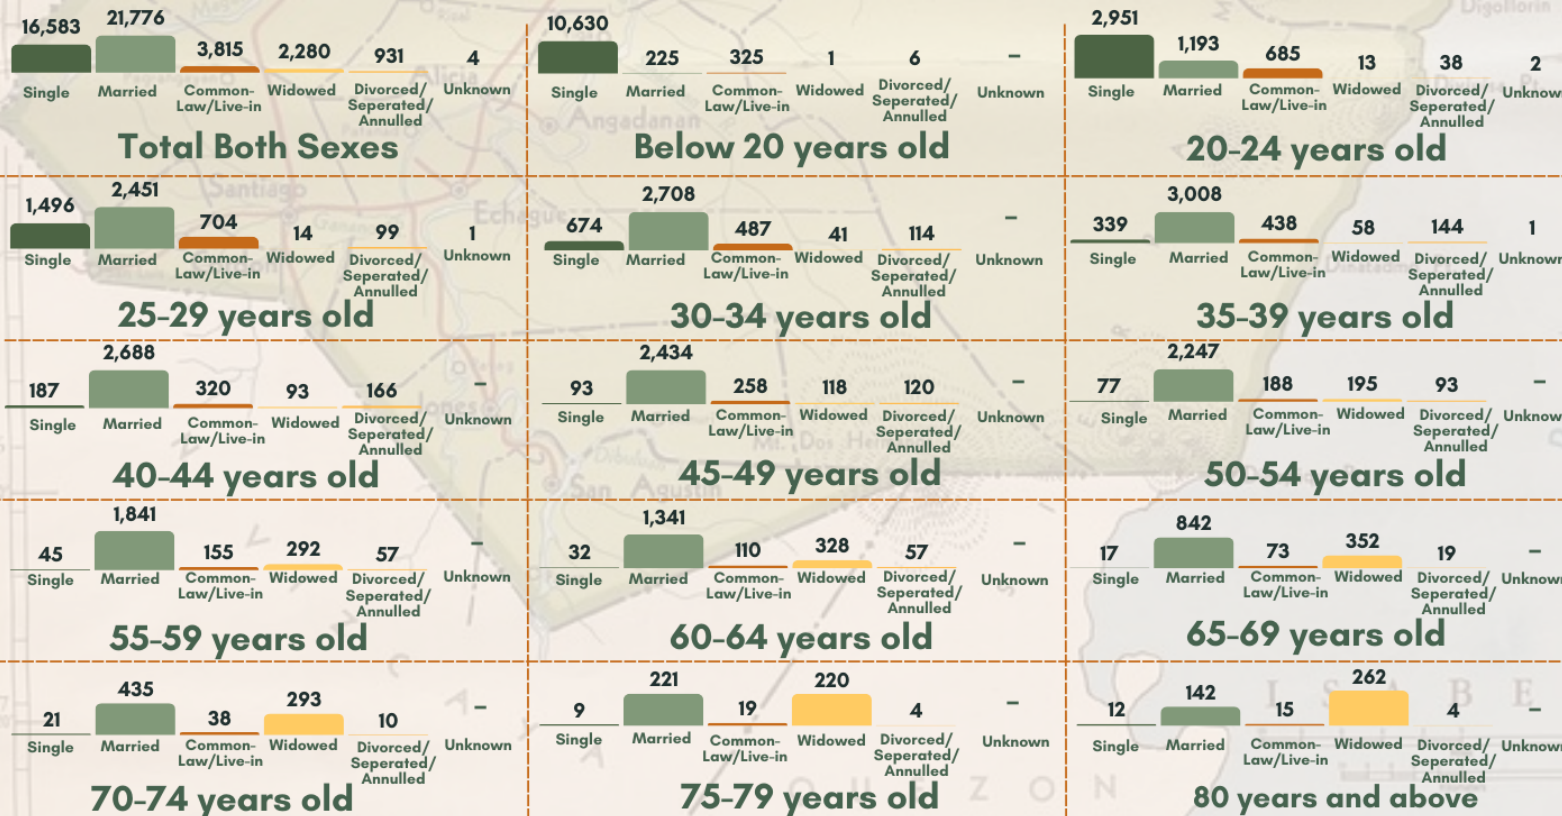 16,583 21,776 3,815 2,280 931 4
Single Married Common-Law/Live-in Widowed Divorced/Seperated/Annulled Unknown
Total Both Sexes
10,630 225 325 1 6 –
Single Married Common-Law/Live-in Widowed Divorced/Seperated/Annulled Unknown
Below 20 years old
2,951 1,193 685 13 38 2
Single Married Common-Law/Live-in Widowed Divorced/Seperated/Annulled Unknow
20-24 years old
1,496 2,451 704 14 99 1
Single Married Common-Law/Live-in Widowed Divorced/Seperated/Annulled Unknown
25-29 years old
674 2,708 487 41 114 –
Single Married Common-Law/Live-in Widowed Divorced/Seperated/Annulled Unknown
30-34 years old
339 3,008 438 58 144 1
Single Married Common-Law/Live-in Widowed Divorced/Seperated/Annulled Unknown
35-39 years old
187 2,688 320 93 166 –
Single Married Common-Law/Live-in Widowed Divorced/Seperated/Annulled Unknown
40-44 years old
93 2,434 258 118 120 –
Single Married Common-Law/Live-in Widowed Divorced/Seperated/Annulled Unknown
45-49 years old
77 2,247 188 195 93 –
Single Married Common-Law/Live-in Widowed Divorced/Seperated/Annulled Unknow
50-54 years old
45 1,841 155 292 57 –
Single Married Common-Law/Live-in Widowed Divorced/Seperated/Annulled Unknown
55-59 years old
32 1,341 110 328 57 –
Single Married Common-Law/Live-in Widowed Divorced/Seperated/Annulled Unknown
60-64 years old
17 842 73 352 19 –
Single Married Common-Law/Live-in Widowed Divorced/Seperated/Annulled Unknown
65-69 years old
21 435 38 293 10 –
Single Married Common-Law/Live-in Widowed Divorced/Seperated/Annulled Unknown
70-74 years old
9 221 19 220 4 –
Single Married Common-Law/Live-in Widowed Divorced/Seperated/Annulled Unknown
75-79 years old
12 142 15 262 4 –
Single Married Common-Law/Live-in Widowed Divorced/Seperated/Annulled Unknown
80 years and above
Alicia
Angadanan
Santiago
Echague
Jones
San Agustin
Digollorin
I S A B E
Q U E Z O N